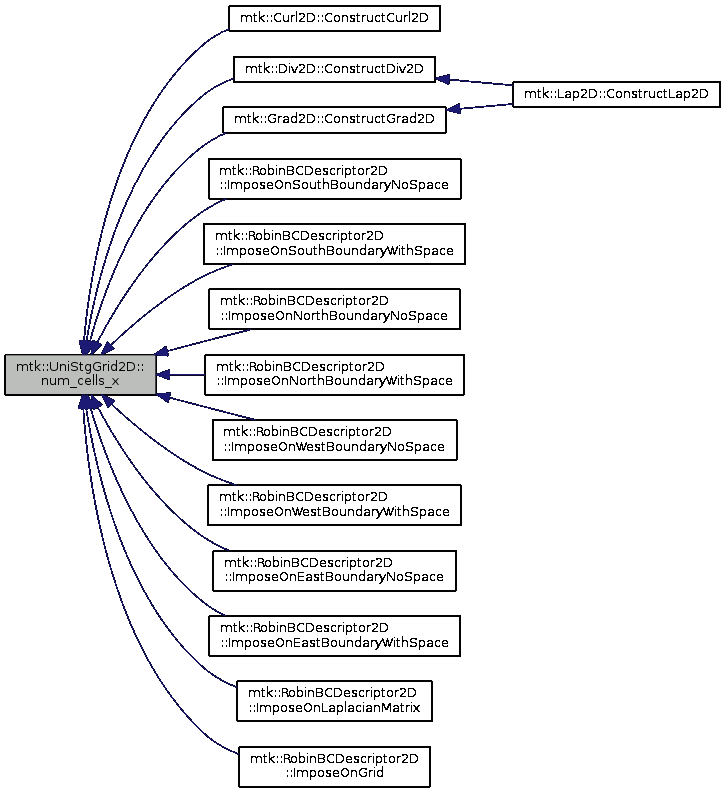 mtk::Curl2D::ConstructCurl2D
mtk::Div2D::ConstructDiv2D
mtk::Lap2D::ConstructLap2D
mtk::Grad2D::ConstructGrad2D
mtk::RobinBCDescriptor2D
::ImposeOnSouthBoundaryNoSpace
mtk::RobinBCDescriptor2D
::ImposeOnSouthBoundaryWithSpace
mtk::RobinBCDescriptor2D
::ImposeOnNorthBoundaryNoSpace
mtk::UniStgGrid2D::
num_cells_x
mtk::RobinBCDescriptor2D
::ImposeOnNorthBoundaryWithSpace
mtk::RobinBCDescriptor2D
::ImposeOnWestBoundaryNoSpace
mtk::RobinBCDescriptor2D
::ImposeOnWestBoundaryWithSpace
mtk::RobinBCDescriptor2D
::ImposeOnEastBoundaryNoSpace
mtk::RobinBCDescriptor2D
::ImposeOnEastBoundaryWithSpace
mtk::RobinBCDescriptor2D
::ImposeOnLaplacianMatrix
mtk::RobinBCDescriptor2D
::ImposeOnGrid